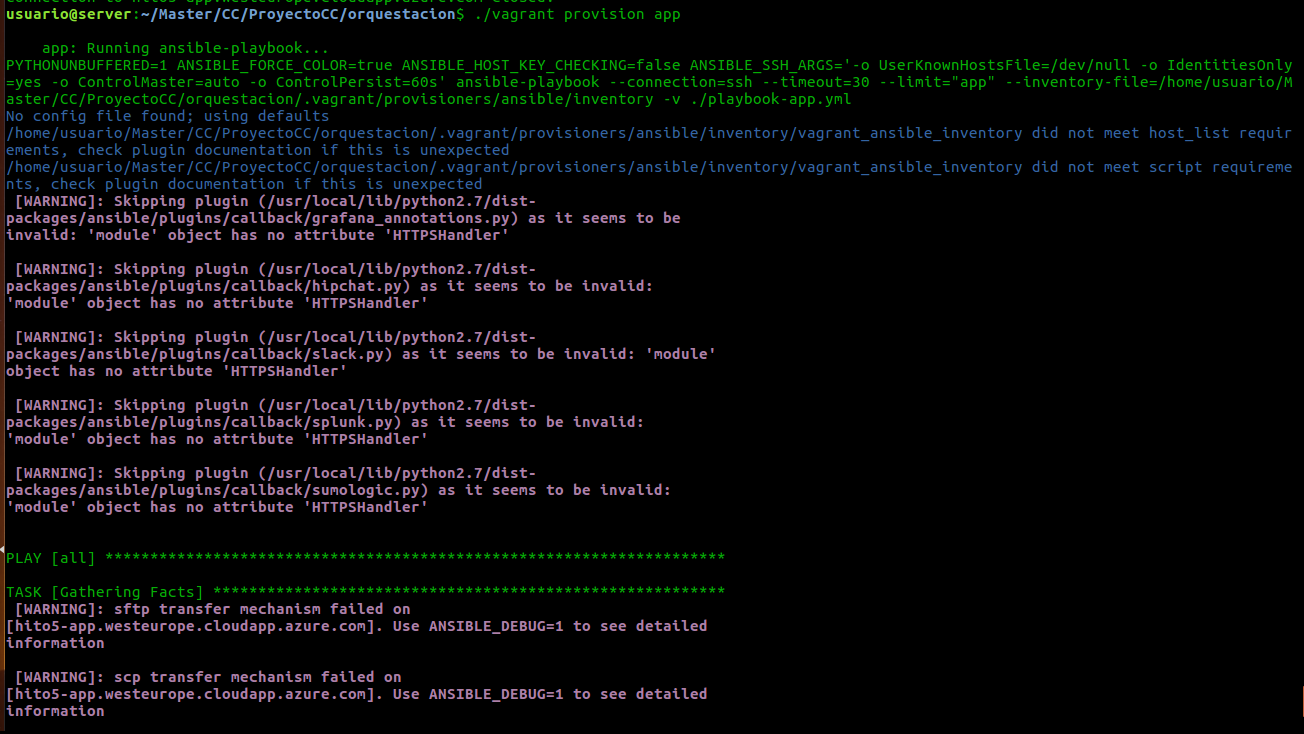 usuario@server:~/Master/CC/ProyectoCC/orquestacion$ ./vagrant provision app
    app: Running ansible-playbook...
PYTHONUNBUFFERED=1 ANSIBLE_FORCE_COLOR=true ANSIBLE_HOST_KEY_CHECKING=false ANSIBLE_SSH_ARGS='-o UserKnownHostsFile=/dev/null -o IdentitiesOnly
=yes -o ControlMaster=auto -o ControlPersist=60s' ansible-playbook --connection=ssh --timeout=30 --limit="app" --inventory-file=/home/usuario/M
aster/CC/ProyectoCC/orquestacion/.vagrant/provisioners/ansible/inventory -v ./playbook-app.yml
No config file found; using defaults
/home/usuario/Master/CC/ProyectoCC/orquestacion/.vagrant/provisioners/ansible/inventory/vagrant_ansible_inventory did not meet host_list requir
ements, check plugin documentation if this is unexpected
/home/usuario/Master/CC/ProyectoCC/orquestacion/.vagrant/provisioners/ansible/inventory/vagrant_ansible_inventory did not meet script requireme
nts, check plugin documentation if this is unexpected
 [WARNING]: Skipping plugin (/usr/local/lib/python2.7/dist-
packages/ansible/plugins/callback/grafana_annotations.py) as it seems to be
invalid: 'module' object has no attribute 'HTTPSHandler'
 [WARNING]: Skipping plugin (/usr/local/lib/python2.7/dist-
packages/ansible/plugins/callback/hipchat.py) as it seems to be invalid:
'module' object has no attribute 'HTTPSHandler'
 [WARNING]: Skipping plugin (/usr/local/lib/python2.7/dist-
packages/ansible/plugins/callback/slack.py) as it seems to be invalid: 'module'
object has no attribute 'HTTPSHandler'
 [WARNING]: Skipping plugin (/usr/local/lib/python2.7/dist-
packages/ansible/plugins/callback/splunk.py) as it seems to be invalid:
'module' object has no attribute 'HTTPSHandler'
 [WARNING]: Skipping plugin (/usr/local/lib/python2.7/dist-
packages/ansible/plugins/callback/sumologic.py) as it seems to be invalid:
'module' object has no attribute 'HTTPSHandler'
PLAY [all] *********************************************************************
TASK [Gathering Facts] *********************************************************
 [WARNING]: sftp transfer mechanism failed on
[hito5-app.westeurope.cloudapp.azure.com]. Use ANSIBLE_DEBUG=1 to see detailed
information
 [WARNING]: scp transfer mechanism failed on
[hito5-app.westeurope.cloudapp.azure.com]. Use ANSIBLE_DEBUG=1 to see detailed
information